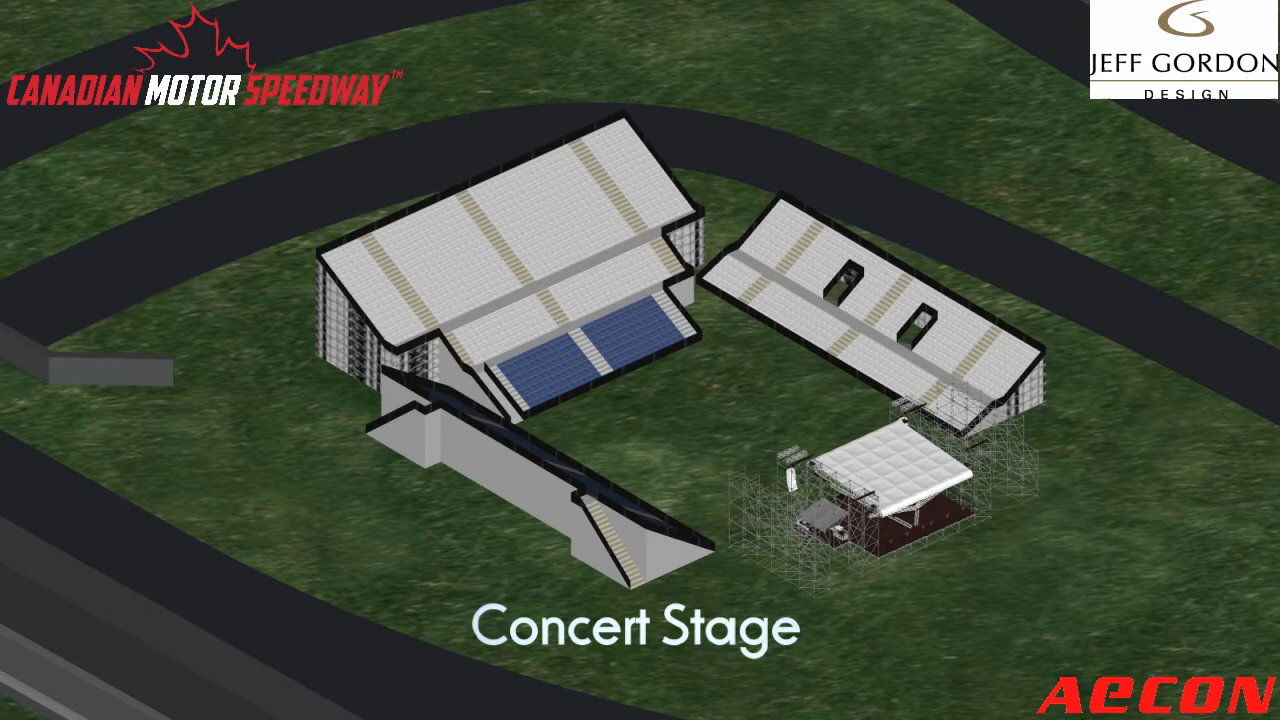 CANADIAN MOTOR SPEEDWAY™
JEFF GORDON
DESIGN
Concert Stage
AECON